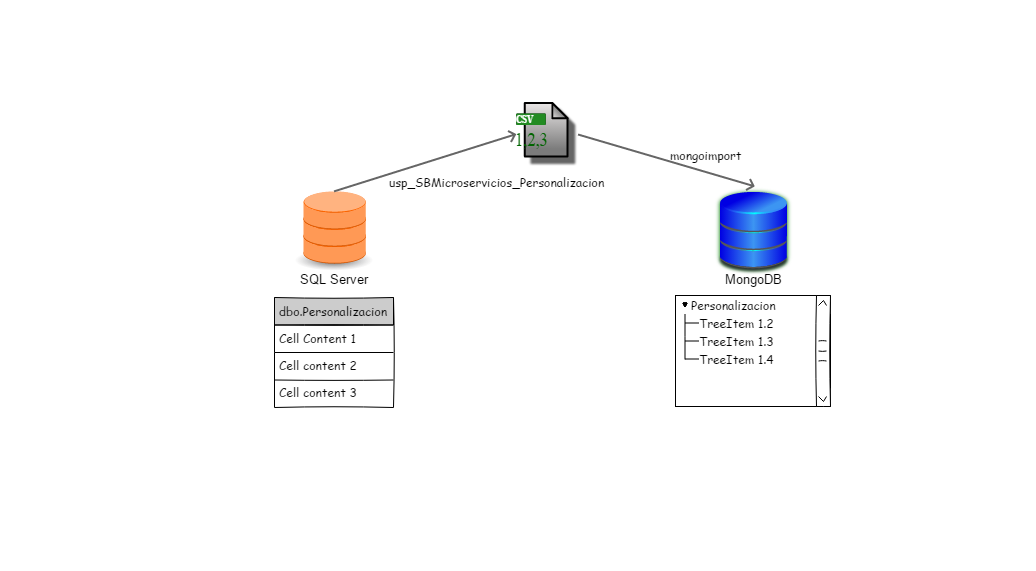 CSV
1,2,3
mongoimport
usp_SBMicroservicios_Personalizacion
SQL Server
MongoDB
dbo.Personalizacion
Cell Content 1
Cell content 2
Cell content 3
Personalizacion
TreeItem 1.2
TreeItem 1.3
TreeItem 1.4